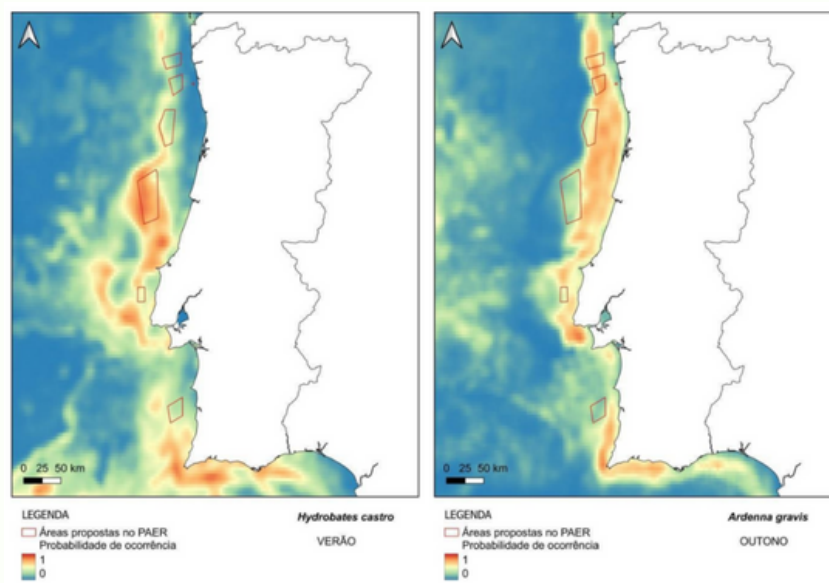 0 25 50 km
LEGENDA
Áreas propostas no PAER
Probabilidade de ocorrência
1
0
Hydrobates castro
VERÃO
0 25 50 km
LEGENDA
Áreas propostas no PAER
Probabilidade de ocorrência
1
0
Ardenna gravis
OUTONO